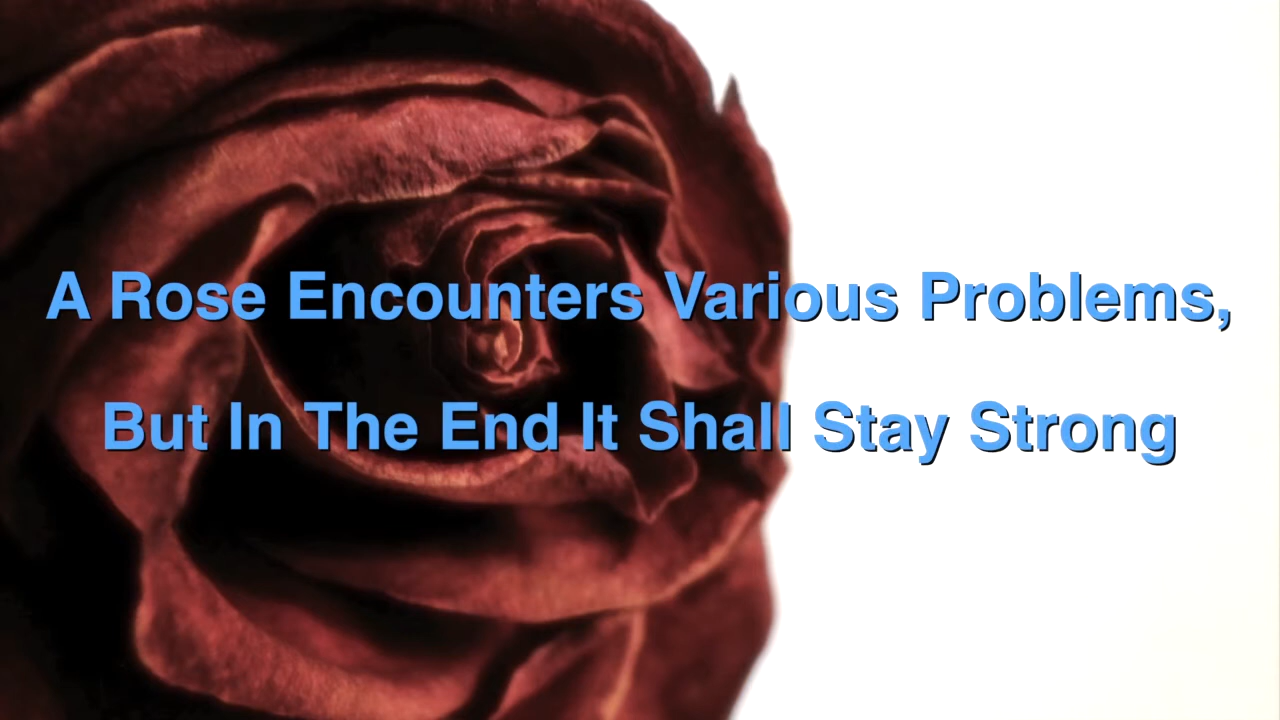 A Rose Encounters Various Problems,
But In The End It Shall Stay Strong